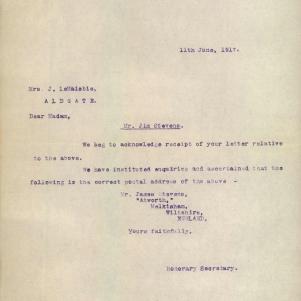 11th June, 1917.
Mrs. J. LeMaistie,
ALDGATE.
Dear Madam,
Mr. Jim Stevens.
We beg to acknowledge receipt of your letter relative
to the above.
We have instituted enquiries and ascertained that the
following is the correct postal address of the above -
Mr. James Stevens,
"Atworth,"
Melksham,
Wiltshire,
ENGLAND.
Yours faithfully,
Honorary Secretary.